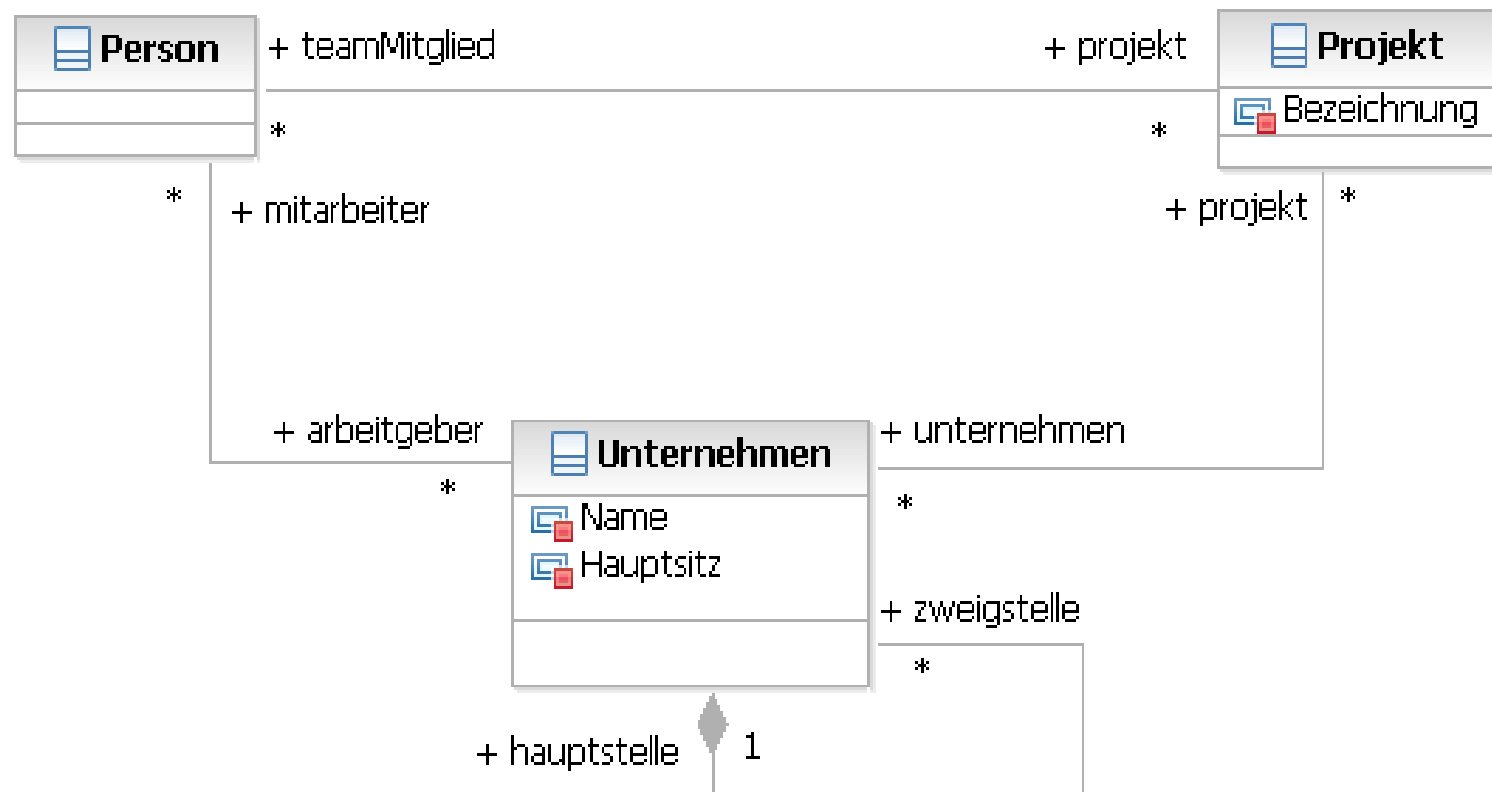 Person
+ teamMitglied
+ projekt
Projekt
Bezeichnung
*
*
*
+ mitarbeiter
+ projekt
*
+ arbeitgeber
Unternehmen
+ unternehmen
*
*
Name
Hauptsitz
+ zweigstelle
*
+ hauptstelle
1